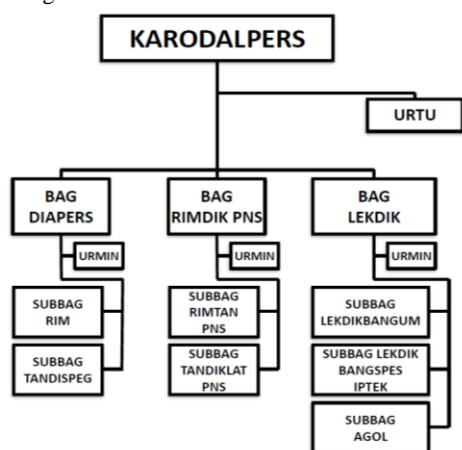 KARODALPERS
URTU
BAG
DIAPERS
BAG
RIMDIK PNS
BAG
LEKDIK
URMIN
URMIN
URMIN
SUBBAG
RIM
SUBBAG
RIMTAN
PNS
SUBBAG
LEKDIKBANGUM
SUBBAG
TANDISPEG
SUBBAG
TANDIKLAT
PNS
SUBBAG LEKDIK
BANGSPES
IPTEK
SUBBAG
AGOL